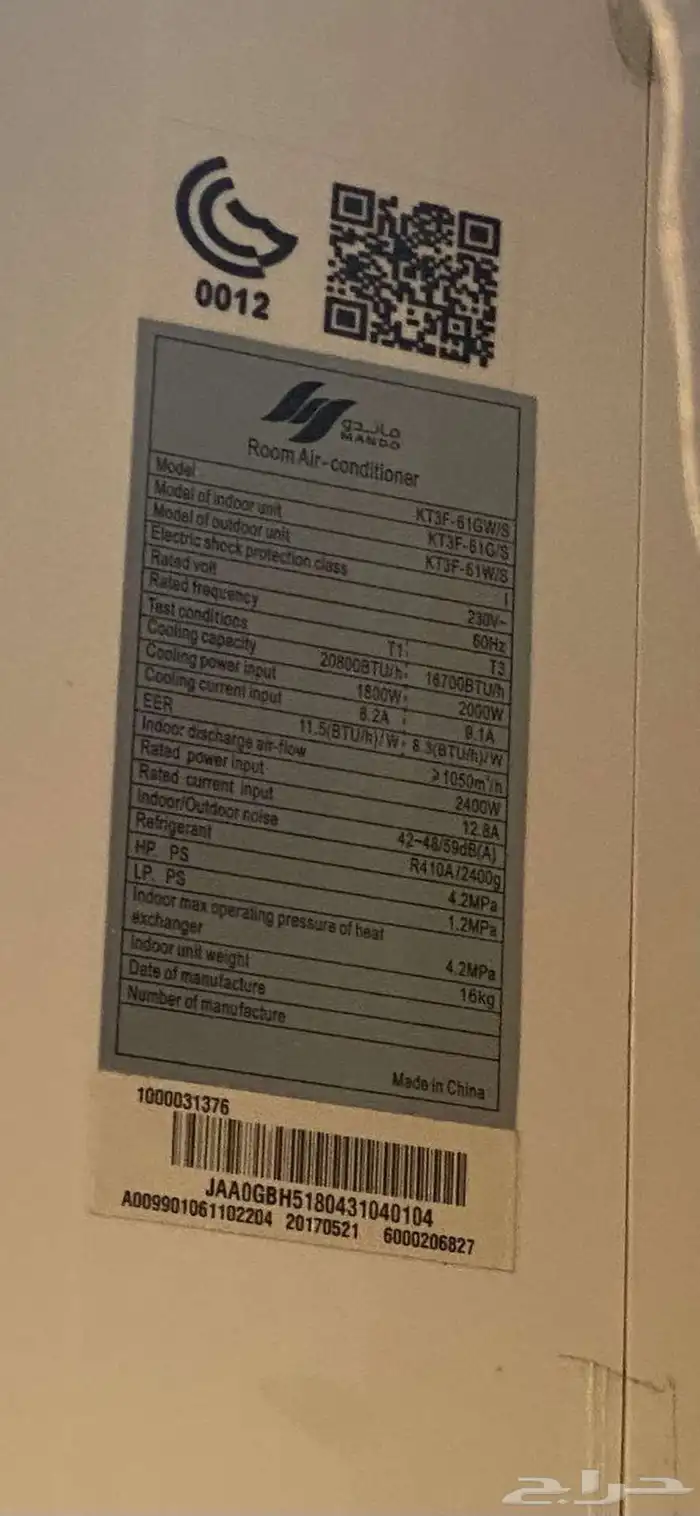 0012
ماندو
MANDO
Room Air-conditioner
Model KT3F-61GW/S
Model of indoor unit KT3F-61G/S
Model of outdoor unit KT3F-61W/S
Electric shock protection class I
Rated volt 230V~
Rated frequency 60Hz
Test conditions T1 T3
Cooling capacity 20800BTU/h 16700BTU/h
Cooling power input 1800W 2000W
Cooling current input 8.2A 9.1A
EER 11.5(BTU/h)/W 8.3(BTU/h)/W
Indoor discharge air-flow ≥1050m³/h
Rated power input 2400W
Rated current input 12.8A
Indoor/Outdoor noise 42~48/59dB(A)
Refrigerant R410A/2400g
HP. PS 4.2MPa
LP. PS 1.2MPa
Indoor max operating pressure of heat
exchanger 4.2MPa
Indoor unit weight 16kg
Date of manufacture
Number of manufacture
Made in China
1000031376
JAA0GBH5180431040104
A009901061102204 20170521 6000206827
حراج